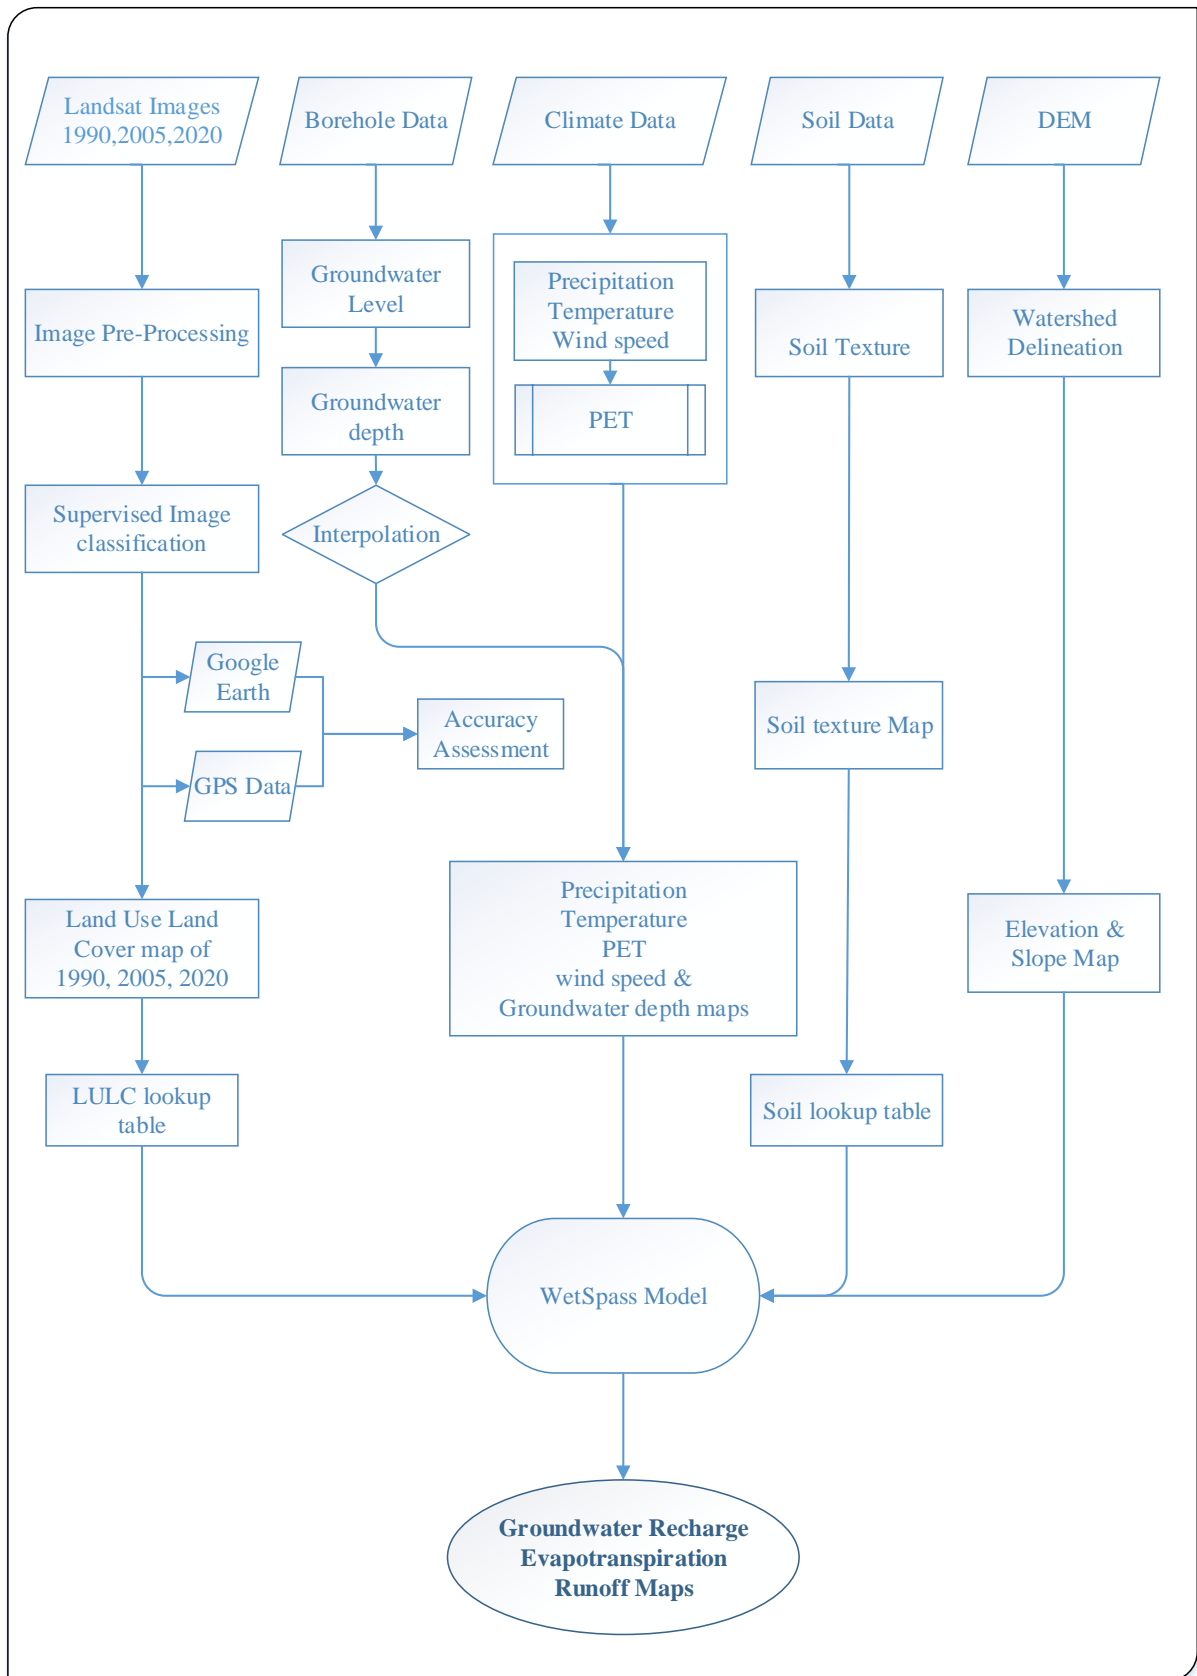 Landsat Images
1990,2005,2020
Borehole Data
Climate Data
Soil Data
DEM
Groundwater
Level
Precipitation
Temperature
Wind speed
Image Pre-Processing
Soil Texture
Watershed
Delineation
Groundwater
depth
PET
Supervised Image
classification
Interpolation
Google
Earth
GPS Data
Accuracy
Assessment
Soil texture Map
Land Use Land
Cover map of
1990, 2005, 2020
Precipitation
Temperature
PET
wind speed &
Groundwater depth maps
Elevation &
Slope Map
LULC lookup
table
Soil lookup table
WetSpass Model
Groundwater Recharge
Evapotranspiration
Runoff Maps